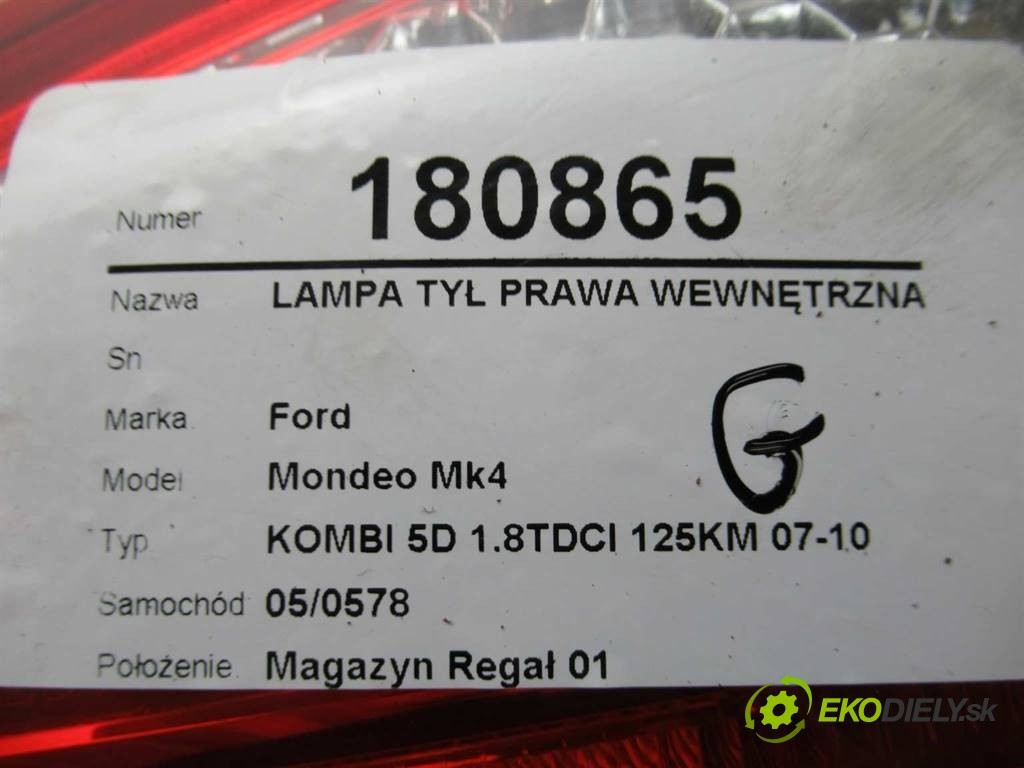 Numer 180865
Nazwa LAMPA TYŁ PRAWA WEWNĘTRZNA
Sn
Marka Ford
G
Model Mondeo Mk4
Typ KOMBI 5D 1.8TDCI 125KM 07-10
Samochód 05/0578
Położenie Magazyn Regał 01
EKODIELY.sk